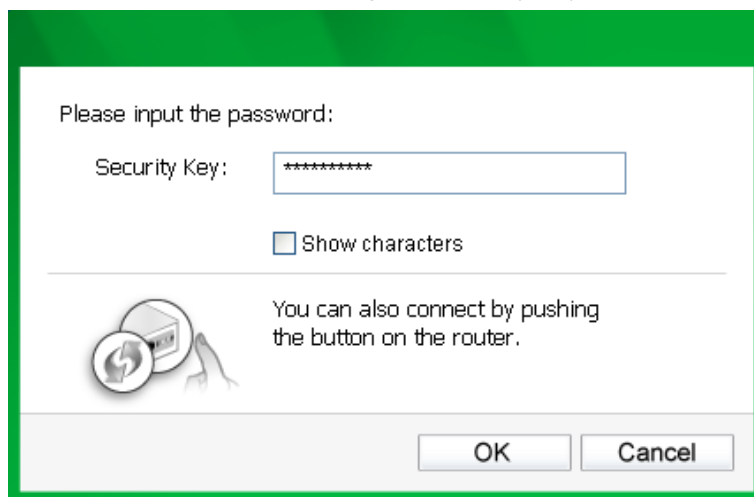 Please input the password:
Security Key: **********
Show characters
You can also connect by pushing
the button on the router.
OK Cancel